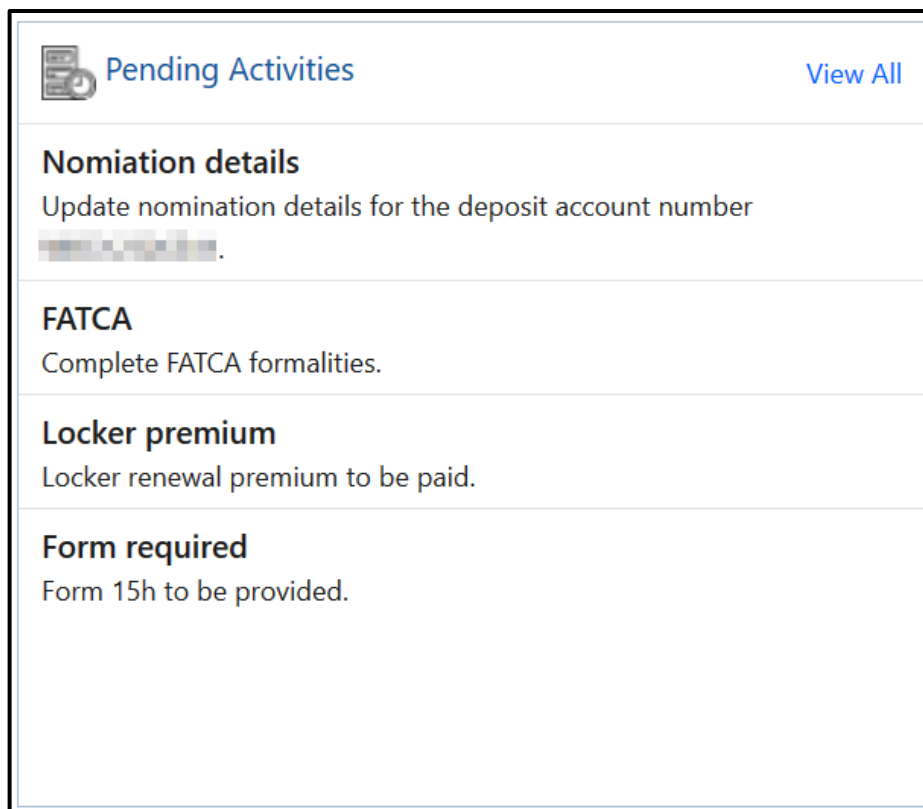 Pending Activities
View All
Nomiation details
Update nomination details for the deposit account number
.
FATCA
Complete FATCA formalities.
Locker premium
Locker renewal premium to be paid.
Form required
Form 15h to be provided.